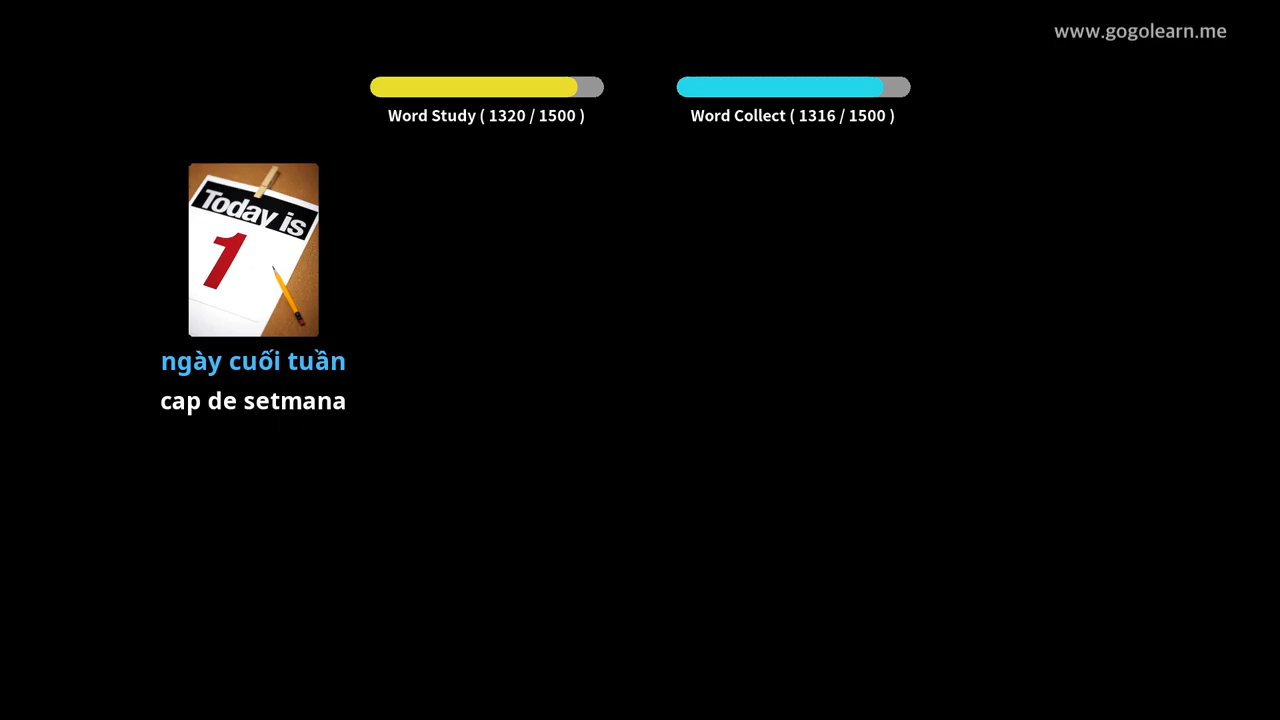 www.gogolearn.me
Word Study ( 1320 / 1500 )
Word Collect ( 1316 / 1500 )
Today is
1
ngày cuối tuần
cap de setmana